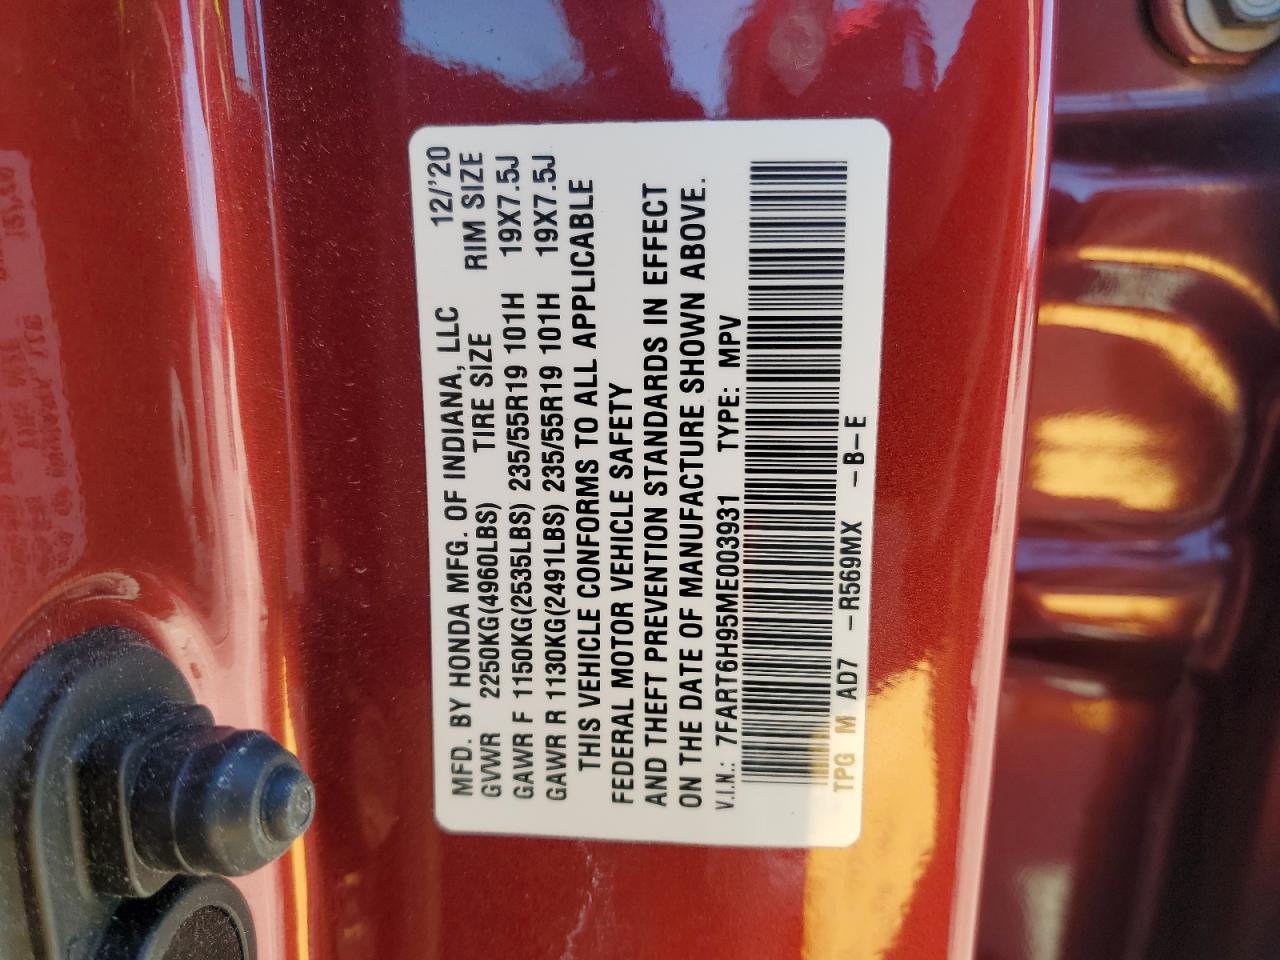 MFD. BY HONDA MFG. OF INDIANA, LLC 12/'20
GVWR 2250KG(4960LBS) TIRE SIZE RIM SIZE
GAWR F 1150KG(2535LBS) 235/55R19 101H 19X7.5J
GAWR R 1130KG(2491LBS) 235/55R19 101H 19X7.5J
THIS VEHICLE CONFORMS TO ALL APPLICABLE
FEDERAL MOTOR VEHICLE SAFETY
AND THEFT PREVENTION STANDARDS IN EFFECT
ON THE DATE OF MANUFACTURE SHOWN ABOVE.
V.I.N.: 7FART6H95ME003931 TYPE: MPV
TPG M AD7 -R569MX -B-E